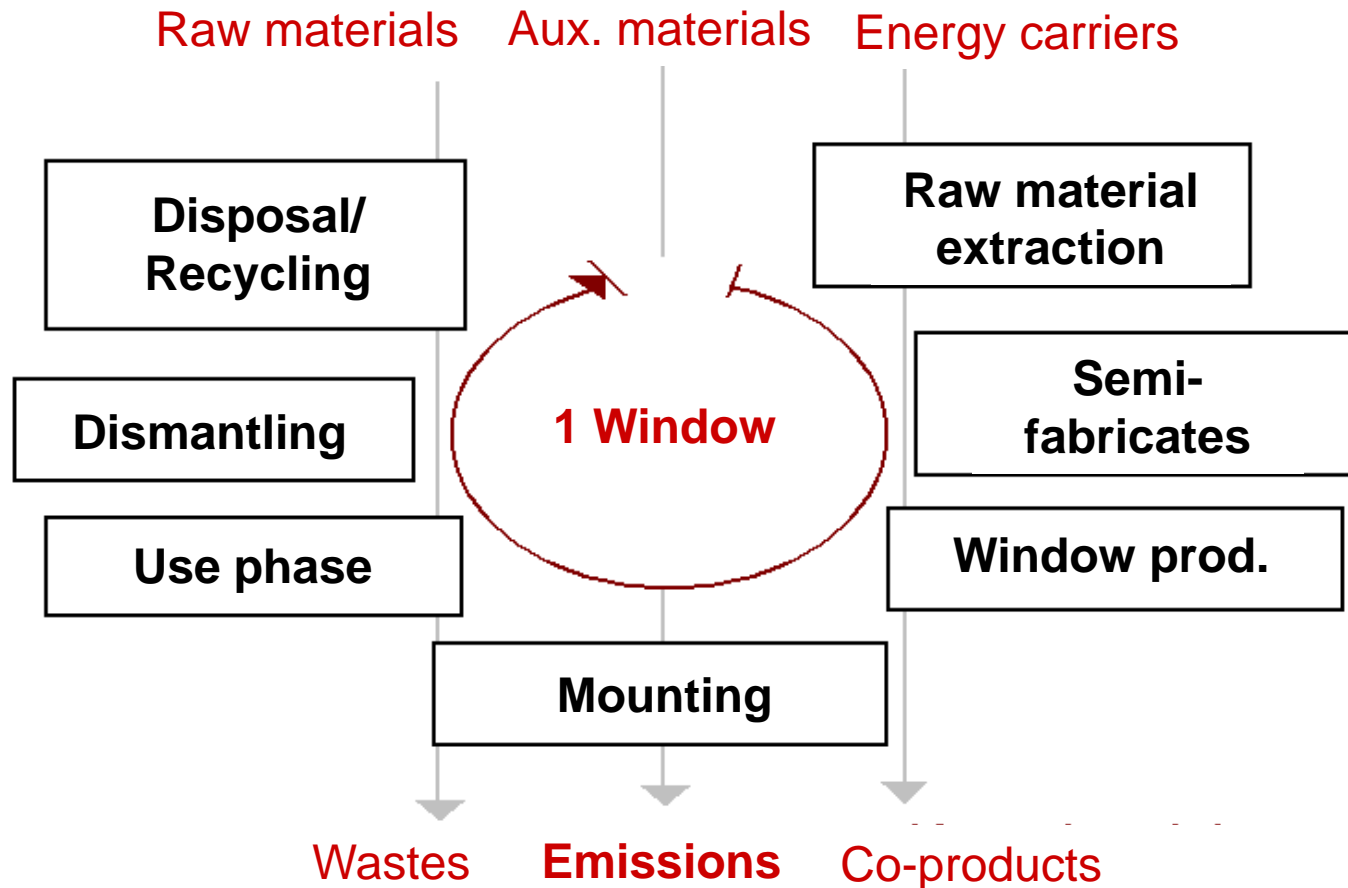 Raw materials
Aux. materials
Energy carriers
Disposal/
Recycling
Raw material
extraction
Dismantling
1 Window
Semi-
fabricates
Use phase
Window prod.
Mounting
Wastes
Emissions
Co-products